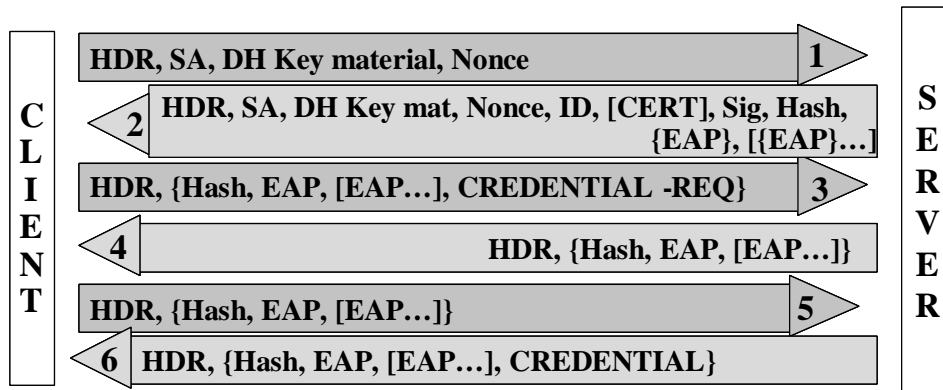 CLIENT
HDR, SA, DH Key material, Nonce 1
2 HDR, SA, DH Key mat, Nonce, ID, [CERT], Sig, Hash,
{EAP}, [{EAP}…]
HDR, {Hash, EAP, [EAP…], CREDENTIAL -REQ} 3
4 HDR, {Hash, EAP, [EAP…]}
HDR, {Hash, EAP, [EAP…]} 5
6 HDR, {Hash, EAP, [EAP…], CREDENTIAL}
SERVER